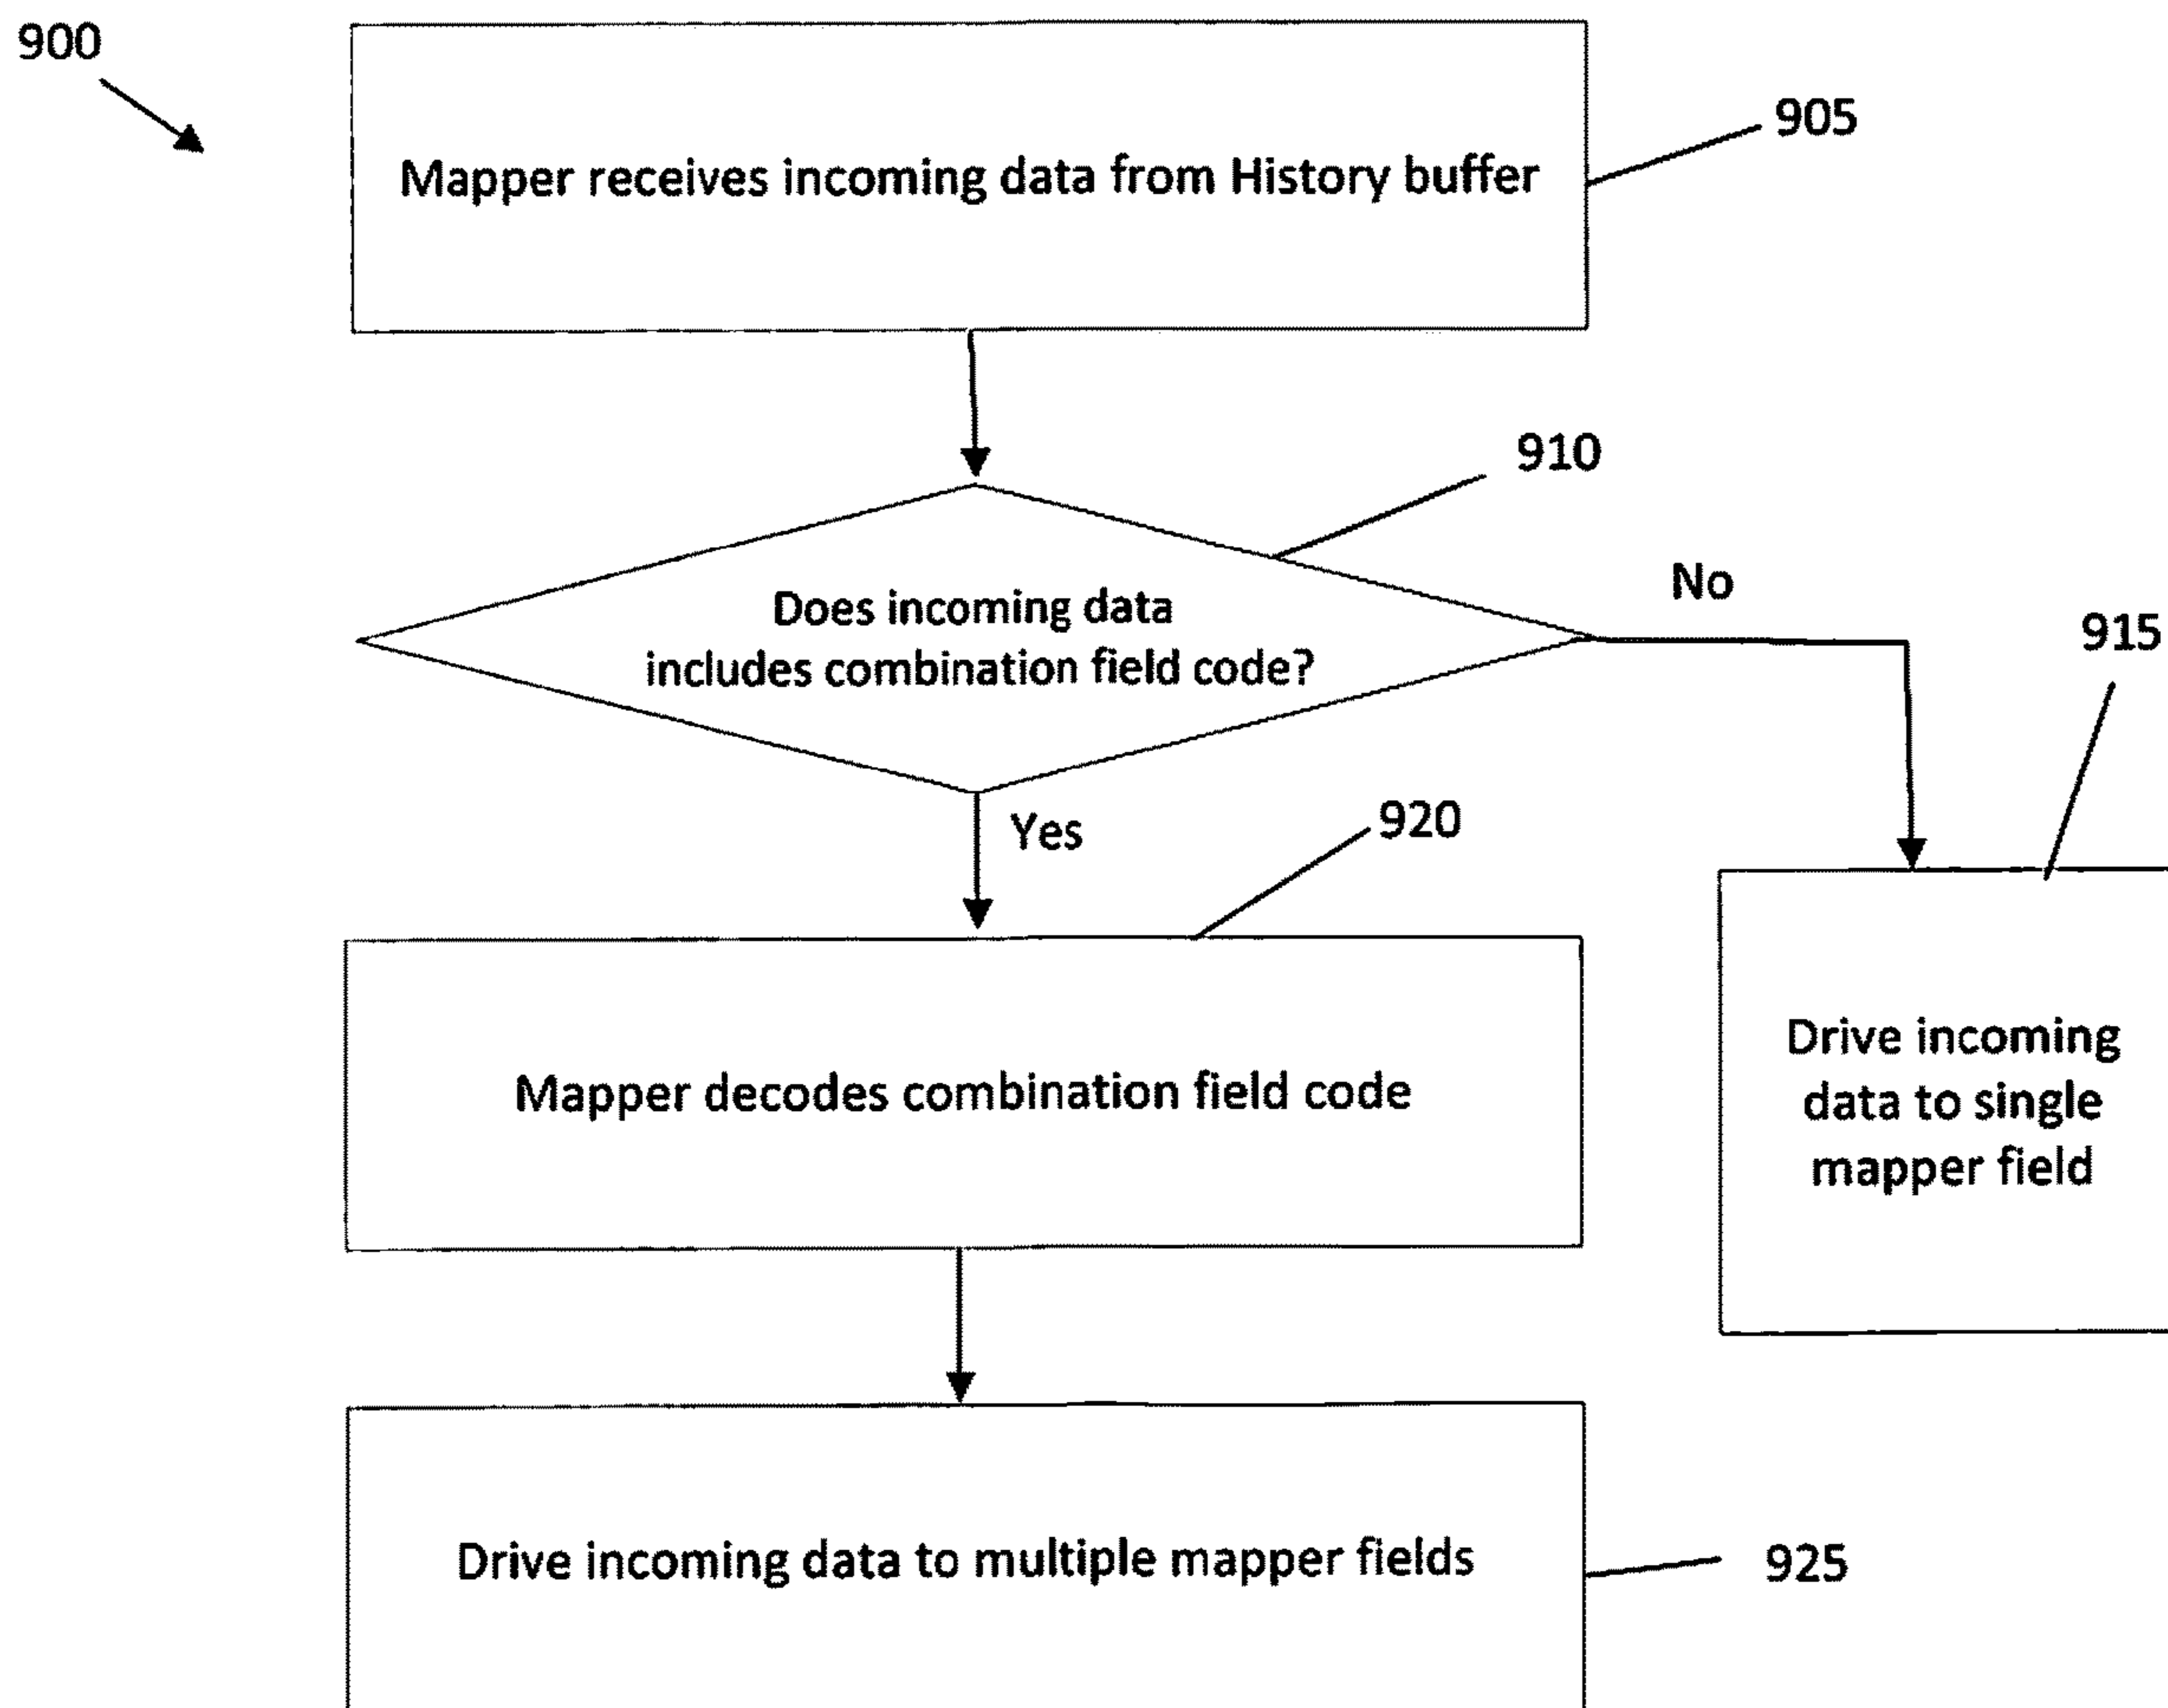 900
Mapper receives incoming data from History buffer
905
910
Does incoming data
includes combination field code?
No
915
Yes
920
Mapper decodes combination field code
Drive incoming
data to single
mapper field
Drive incoming data to multiple mapper fields
925